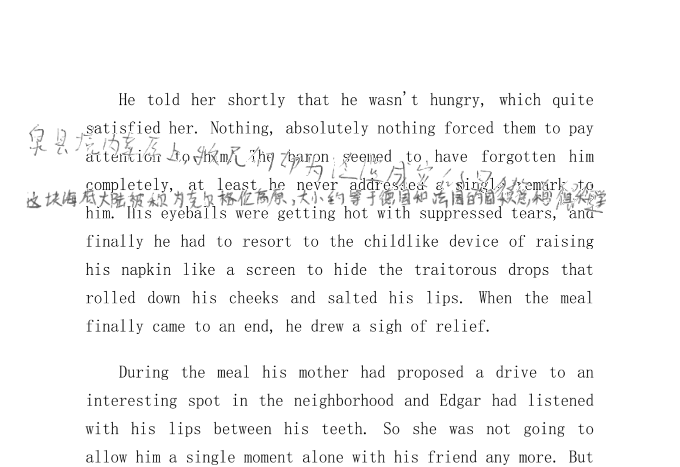 He told her shortly that he wasn't hungry, which quite
satisfied her. Nothing, absolutely nothing forced them to pay
attention to him. The baron seemed to have forgotten him
completely, at least he never addressed a single remark to
这块海底大陆被称为克尔格伦高原,大小约等于德国和法国的面积总和
him. His eyeballs were getting hot with suppressed tears, and
finally he had to resort to the childlike device of raising
his napkin like a screen to hide the traitorous drops that
rolled down his cheeks and salted his lips. When the meal
finally came to an end, he drew a sigh of relief.
During the meal his mother had proposed a drive to an
interesting spot in the neighborhood and Edgar had listened
with his lips between his teeth. So she was not going to
allow him a single moment alone with his friend any more. But